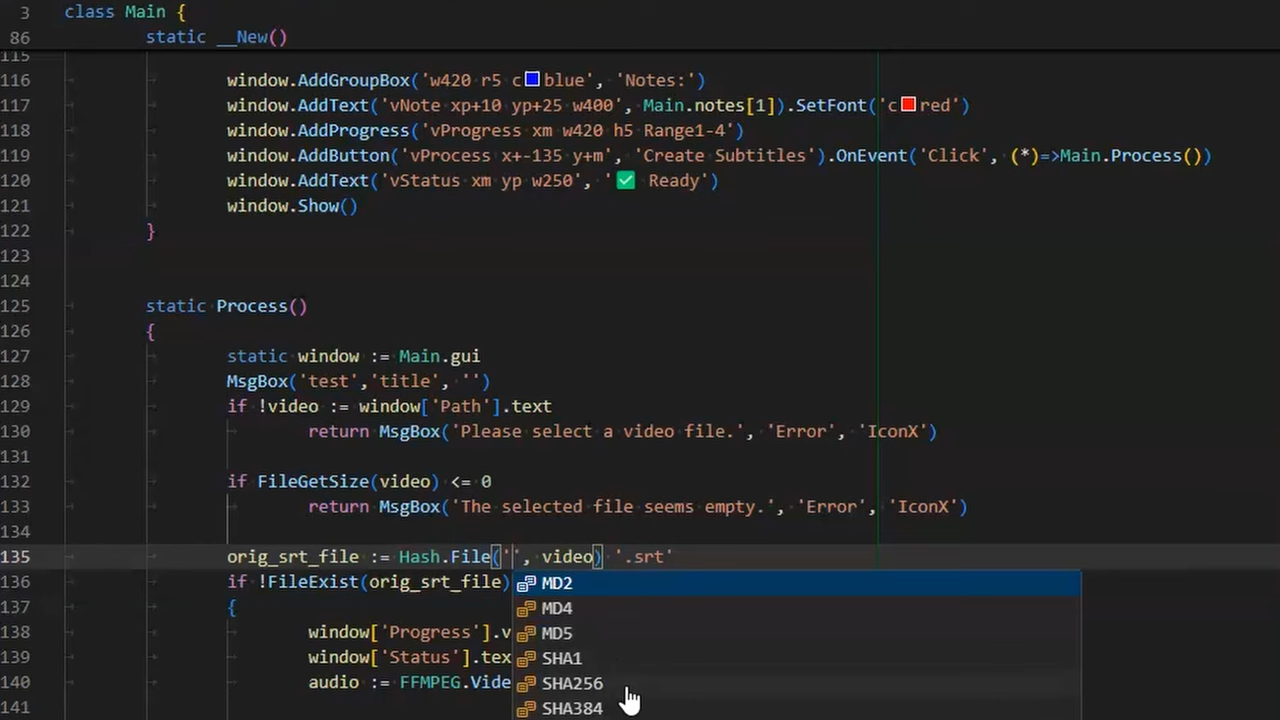 3 class Main {
86 static __New()
115
116 window.AddGroupBox('w420 r5 cblue', 'Notes:')
117 window.AddText('vNote xp+10 yp+25 w400', Main.notes[1]).SetFont('cred')
118 window.AddProgress('vProgress xm w420 h5 Range1-4')
119 window.AddButton('vProcess x+-135 y+m', 'Create Subtitles').OnEvent('Click', (*)=>Main.Process())
120 window.AddText('vStatus xm yp w250', '✅ Ready')
121 window.Show()
122 }
123
124
125 static Process()
126 {
127 static window := Main.gui
128 MsgBox('test','title', '')
129 if !video := window['Path'].text
130 return MsgBox('Please select a video file.', 'Error', 'IconX')
131
132 if FileGetSize(video) <= 0
133 return MsgBox('The selected file seems empty.', 'Error', 'IconX')
134
135 orig_srt_file := Hash.File('', video) '.srt'
136 if !FileExist(orig_srt_file)
MD2
137 {
MD4
138 window['Progress'].v
MD5
139 window['Status'].tex
SHA1
140 audio := FFMPEG.Vide
SHA256
141
SHA384